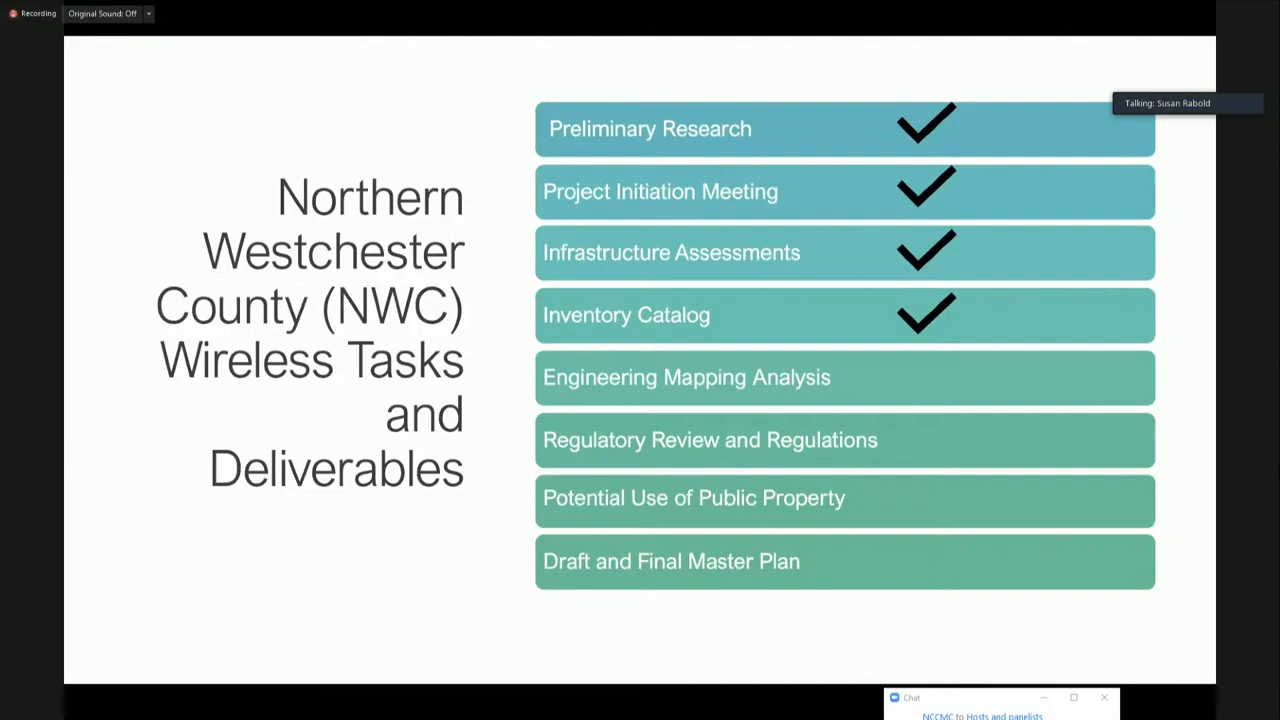 Recording
Original Sound: Off
Talking: Susan Rabold
Northern
Westchester
County (NWC)
Wireless Tasks
and
Deliverables
Preliminary Research
Project Initiation Meeting
Infrastructure Assessments
Inventory Catalog
Engineering Mapping Analysis
Regulatory Review and Regulations
Potential Use of Public Property
Draft and Final Master Plan
Chat
NCCMC to Hosts and panelists